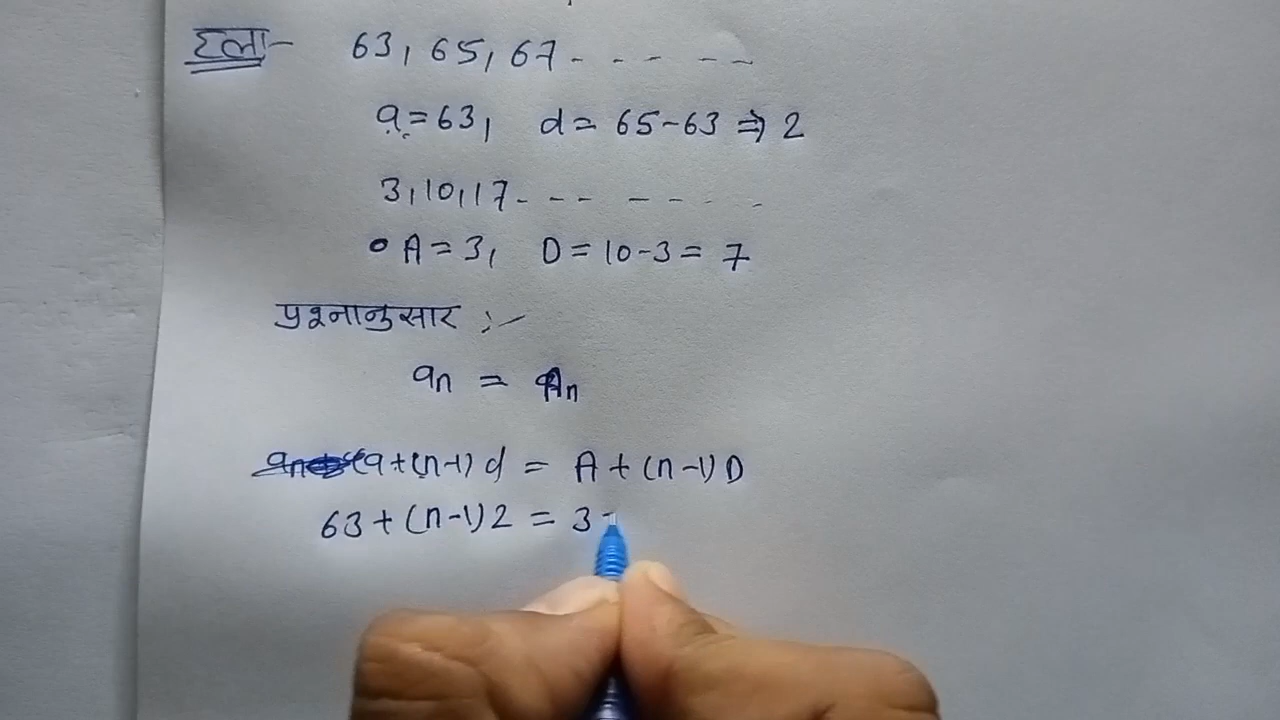 हल:- 63, 65, 67 - - - - - -
a = 63, d = 65-63 ⇒ 2
3, 10, 17 - - - - - - - -
A = 3, D = 10-3 = 7
प्रश्नानुसार :-
an = An
a+(n-1)d = A+(n-1)D
63+(n-1)2 = 3